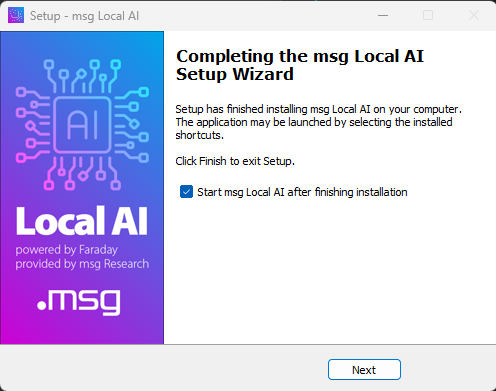 Setup - msg Local AI
AI
Local AI
powered by Faraday
provided by msg Research
.msg
Completing the msg Local AI
Setup Wizard
Setup has finished installing msg Local AI on your computer.
The application may be launched by selecting the installed
shortcuts.
Click Finish to exit Setup.
Start msg Local AI after finishing installation
Next